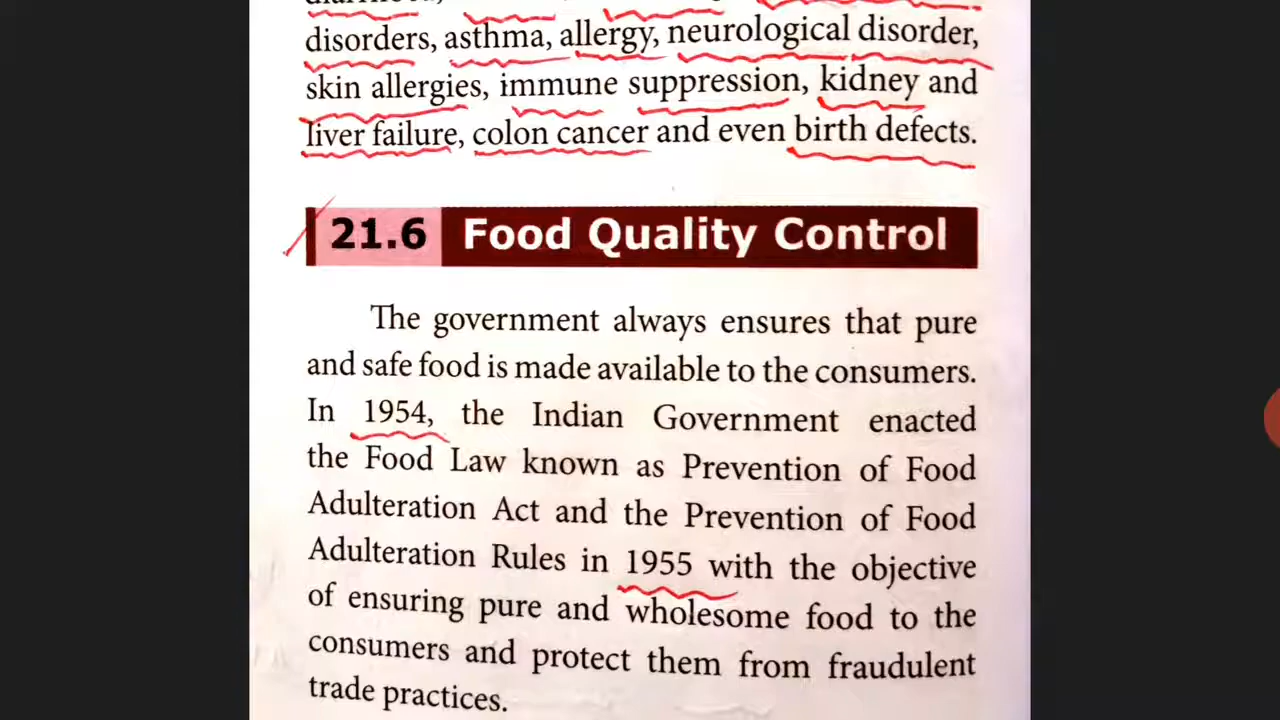 disorders, asthma, allergy, neurological disorder,
skin allergies, immune suppression, kidney and
liver failure, colon cancer and even birth defects.
21.6 Food Quality Control
The government always ensures that pure
and safe food is made available to the consumers.
In 1954, the Indian Government enacted
the Food Law known as Prevention of Food
Adulteration Act and the Prevention of Food
Adulteration Rules in 1955 with the objective
of ensuring pure and wholesome food to the
consumers and protect them from fraudulent
trade practices.